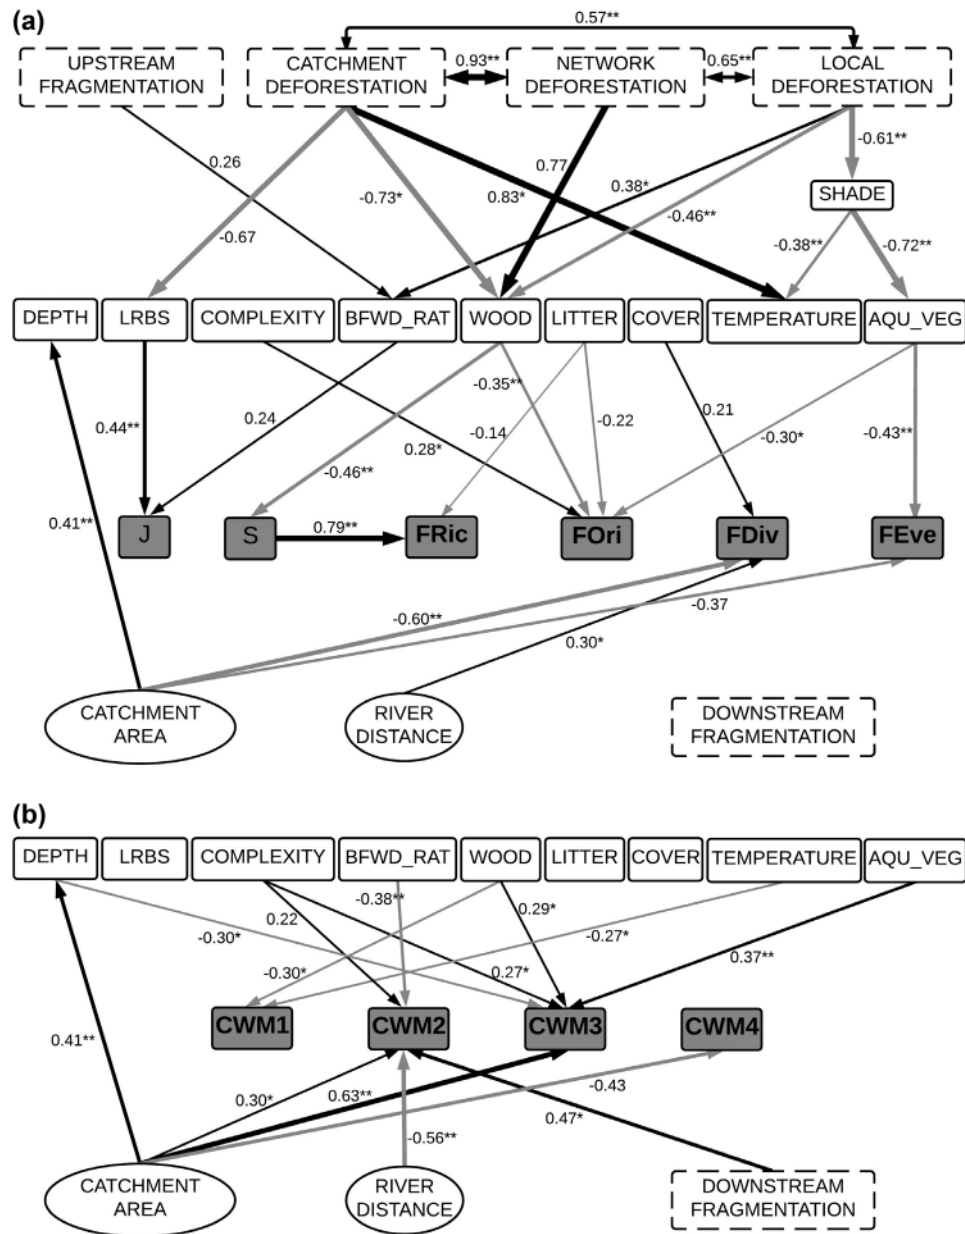 (a)
0.57**
UPSTREAM
FRAGMENTATION
CATCHMENT
DEFORESTATION
0.93**
NETWORK
DEFORESTATION
0.65**
LOCAL
DEFORESTATION
0.26
-0.67
-0.73*
0.83*
0.77
0.38*
-0.46**
-0.61**
SHADE
-0.38**
-0.72**
DEPTH
LRBS
COMPLEXITY
BFWD_RAT
WOOD
LITTER
COVER
TEMPERATURE
AQU_VEG
0.44**
0.24
-0.46**
0.28*
-0.14
-0.35**
-0.22
0.21
-0.30*
-0.43**
0.41**
J
S
0.79**
FRic
FOri
FDiv
FEve
-0.60**
-0.37
0.30*
CATCHMENT
AREA
RIVER
DISTANCE
DOWNSTREAM
FRAGMENTATION
(b)
DEPTH
LRBS
COMPLEXITY
BFWD_RAT
WOOD
LITTER
COVER
TEMPERATURE
AQU_VEG
-0.30*
0.22
-0.38**
-0.30*
0.27*
0.29*
-0.27*
0.37**
0.41**
CWM1
CWM2
CWM3
CWM4
0.30*
0.63**
-0.56**
-0.43
0.47*
CATCHMENT
AREA
RIVER
DISTANCE
DOWNSTREAM
FRAGMENTATION